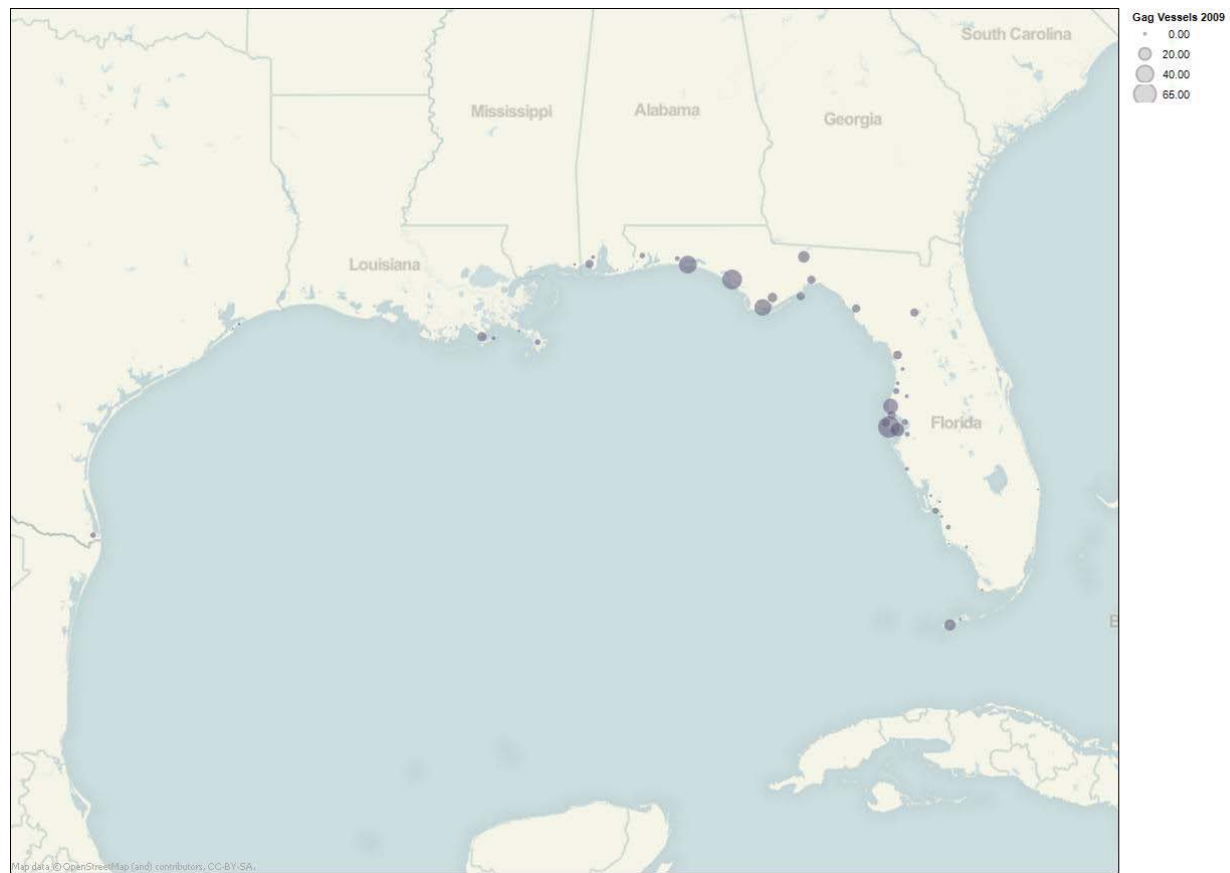 Gag Vessels 2009
0.00
20.00
40.00
65.00
South Carolina
Mississippi
Alabama
Georgia
Louisiana
Florida
Map data © OpenStreetMap (and) contributors, CC-BY-SA.